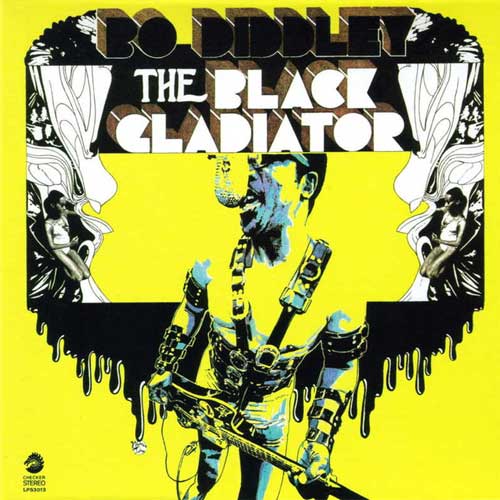 BO DIDDLEY
THE BLACK
GLADIATOR
CHECKER
STEREO
LPS3013